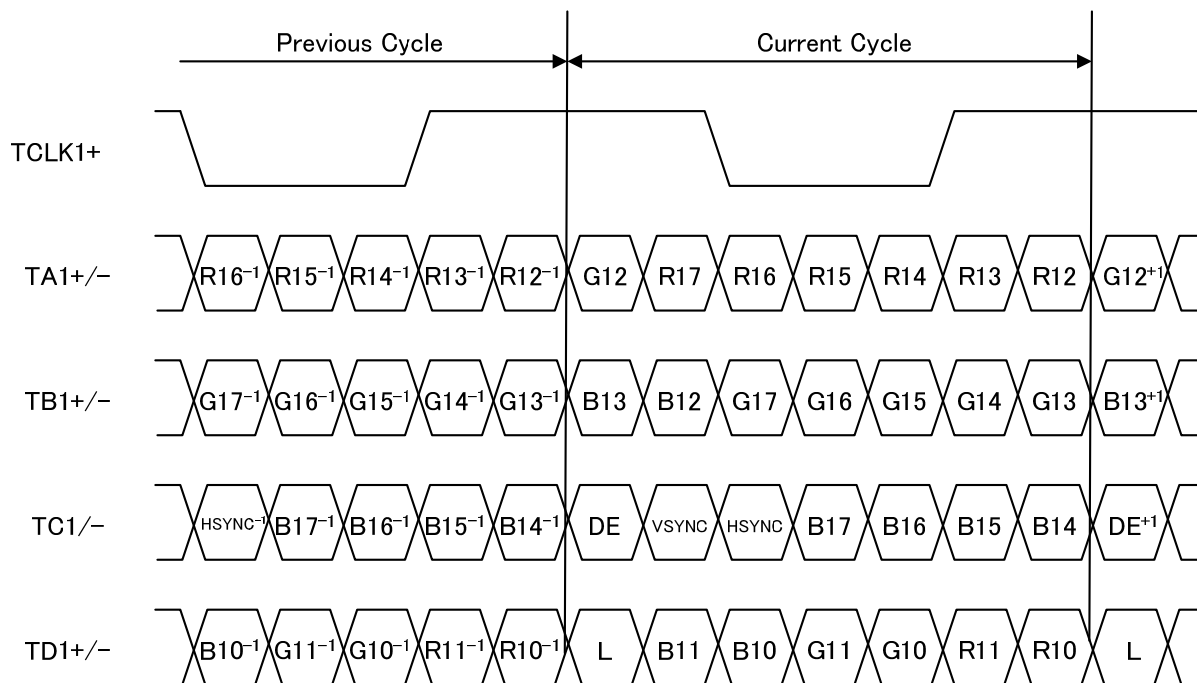 Previous Cycle Current Cycle
TCLK1+
TA1+/- R16⁻¹ R15⁻¹ R14⁻¹ R13⁻¹ R12⁻¹ G12 R17 R16 R15 R14 R13 R12 G12⁺¹
TB1+/- G17⁻¹ G16⁻¹ G15⁻¹ G14⁻¹ G13⁻¹ B13 B12 G17 G16 G15 G14 G13 B13⁺¹
TC1/- HSYNC⁻¹ B17⁻¹ B16⁻¹ B15⁻¹ B14⁻¹ DE VSYNC HSYNC B17 B16 B15 B14 DE⁺¹
TD1+/- B10⁻¹ G11⁻¹ G10⁻¹ R11⁻¹ R10⁻¹ L B11 B10 G11 G10 R11 R10 L